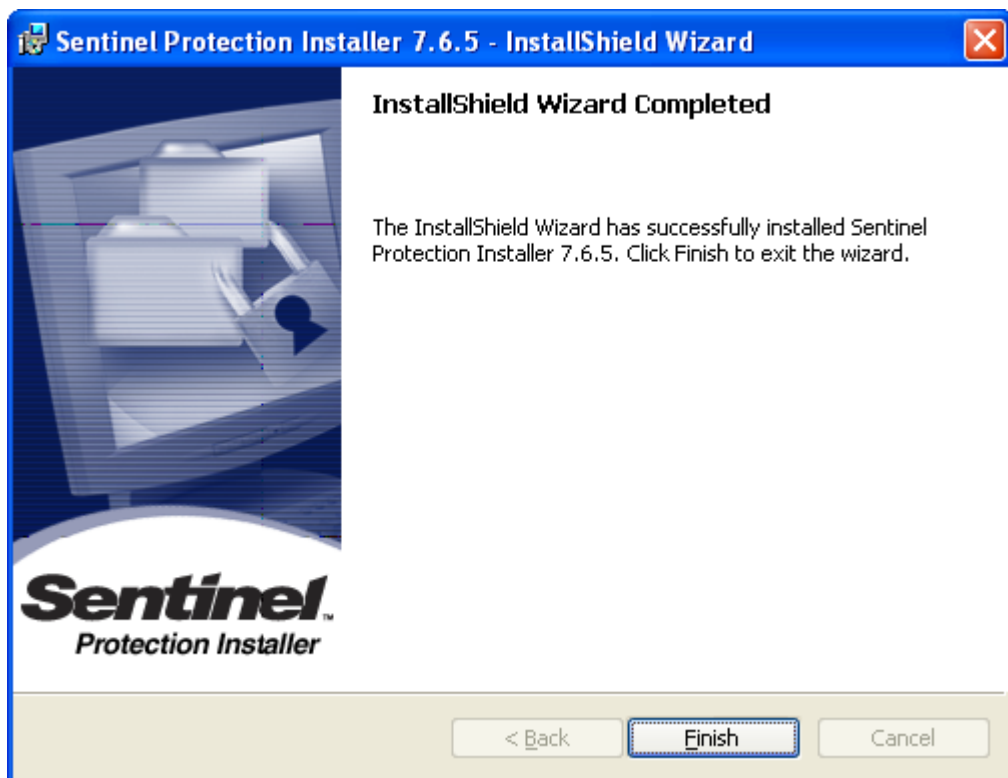 Sentinel Protection Installer 7.6.5 - InstallShield Wizard
InstallShield Wizard Completed
The InstallShield Wizard has successfully installed Sentinel
Protection Installer 7.6.5. Click Finish to exit the wizard.
Sentinel™
Protection Installer
< Back
Finish
Cancel